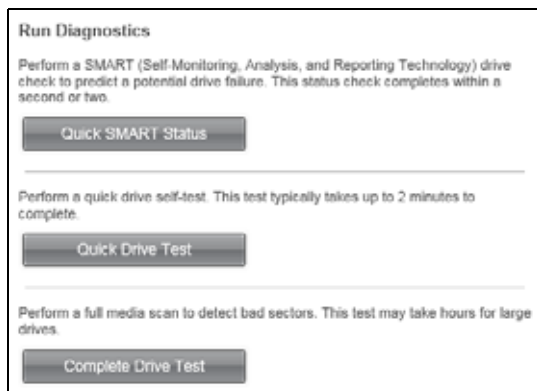 Run Diagnostics
Perform a SMART (Self-Monitoring, Analysis, and Reporting Technology) drive
check to predict a potential drive failure. This status check completes within a
second or two.
Quick SMART Status
Perform a quick drive self-test. This test typically takes up to 2 minutes to
complete.
Quick Drive Test
Perform a full media scan to detect bad sectors. This test may take hours for large
drives.
Complete Drive Test